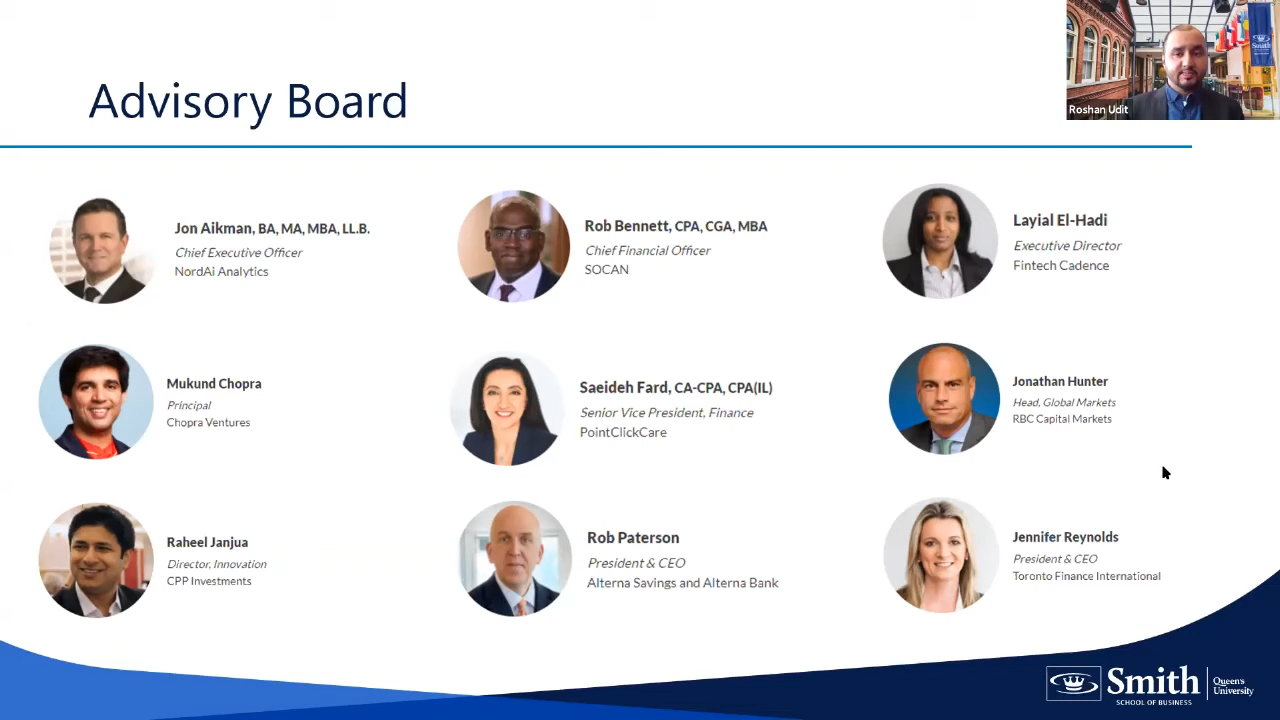 Advisory Board
Smith
Roshan Udit
Jon Aikman, BA, MA, MBA, LL.B.
Chief Executive Officer
NordAi Analytics
Rob Bennett, CPA, CGA, MBA
Chief Financial Officer
SOCAN
Layial El-Hadi
Executive Director
Fintech Cadence
Mukund Chopra
Principal
Chopra Ventures
Saeideh Fard, CA-CPA, CPA(IL)
Senior Vice President, Finance
PointClickCare
Jonathan Hunter
Head, Global Markets
RBC Capital Markets
Raheel Janjua
Director, Innovation
CPP Investments
Rob Paterson
President & CEO
Alterna Savings and Alterna Bank
Jennifer Reynolds
President & CEO
Toronto Finance International
Smith
SCHOOL OF BUSINESS
Queen's
University